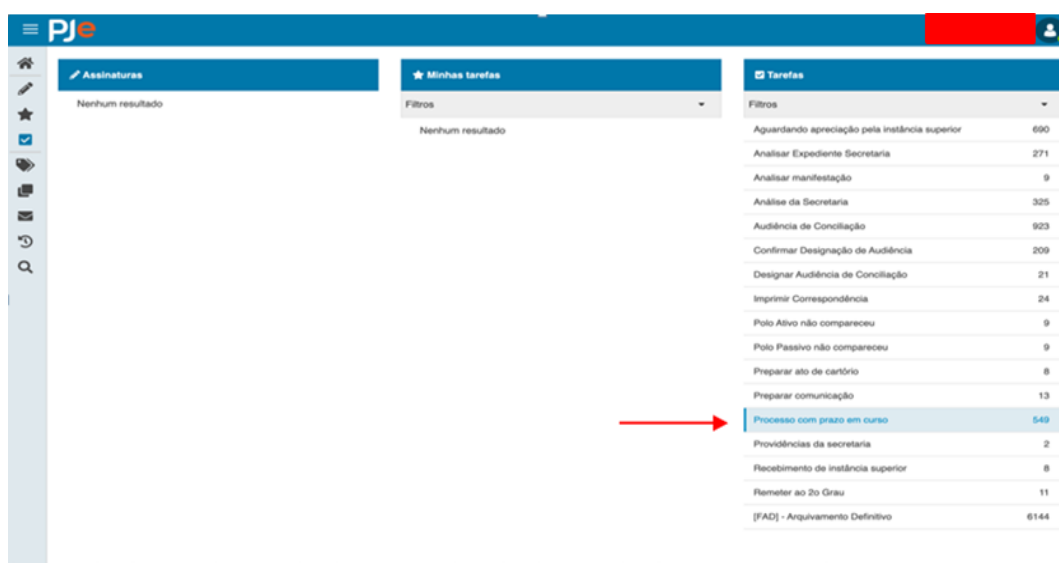 PJe
Assinaturas
Nenhum resultado
Minhas tarefas
Filtros
Nenhum resultado
Tarefas
Filtros
Aguardando apreciação pela instância superior 690
Analisar Expediente Secretaria 271
Analisar manifestação 9
Análise da Secretaria 325
Audiência de Conciliação 923
Confirmar Designação de Audiência 209
Designar Audiência de Conciliação 21
Imprimir Correspondência 24
Polo Ativo não compareceu 9
Polo Passivo não compareceu 9
Preparar ato de cartório 8
Preparar comunicação 13
Processo com prazo em curso 549
Providências da secretaria 2
Recebimento de instância superior 8
Remeter ao 2o Grau 11
[FAD] - Arquivamento Definitivo 6144